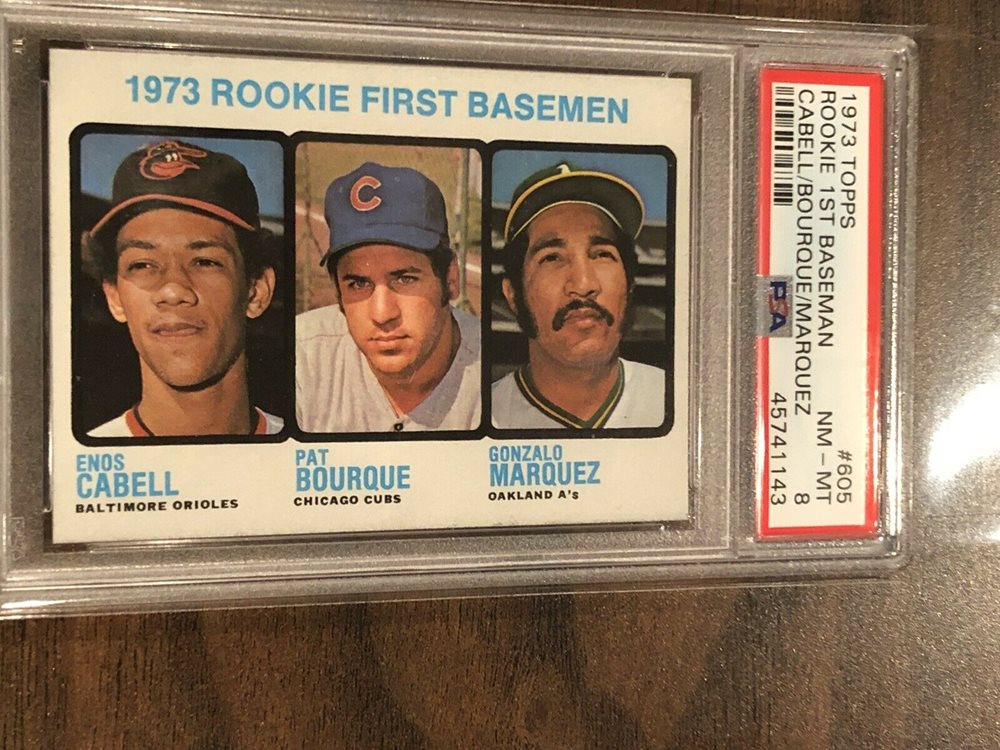 1973 ROOKIE FIRST BASEMEN
C
A
ENOS
CABELL
BALTIMORE ORIOLES
PAT
BOURQUE
CHICAGO CUBS
GONZALO
MARQUEZ
OAKLAND A's
1973 TOPPS #605
ROOKIE 1ST BASEMAN NM – MT
CABELL/BOURQUE/MARQUEZ 8
45741143
PSA